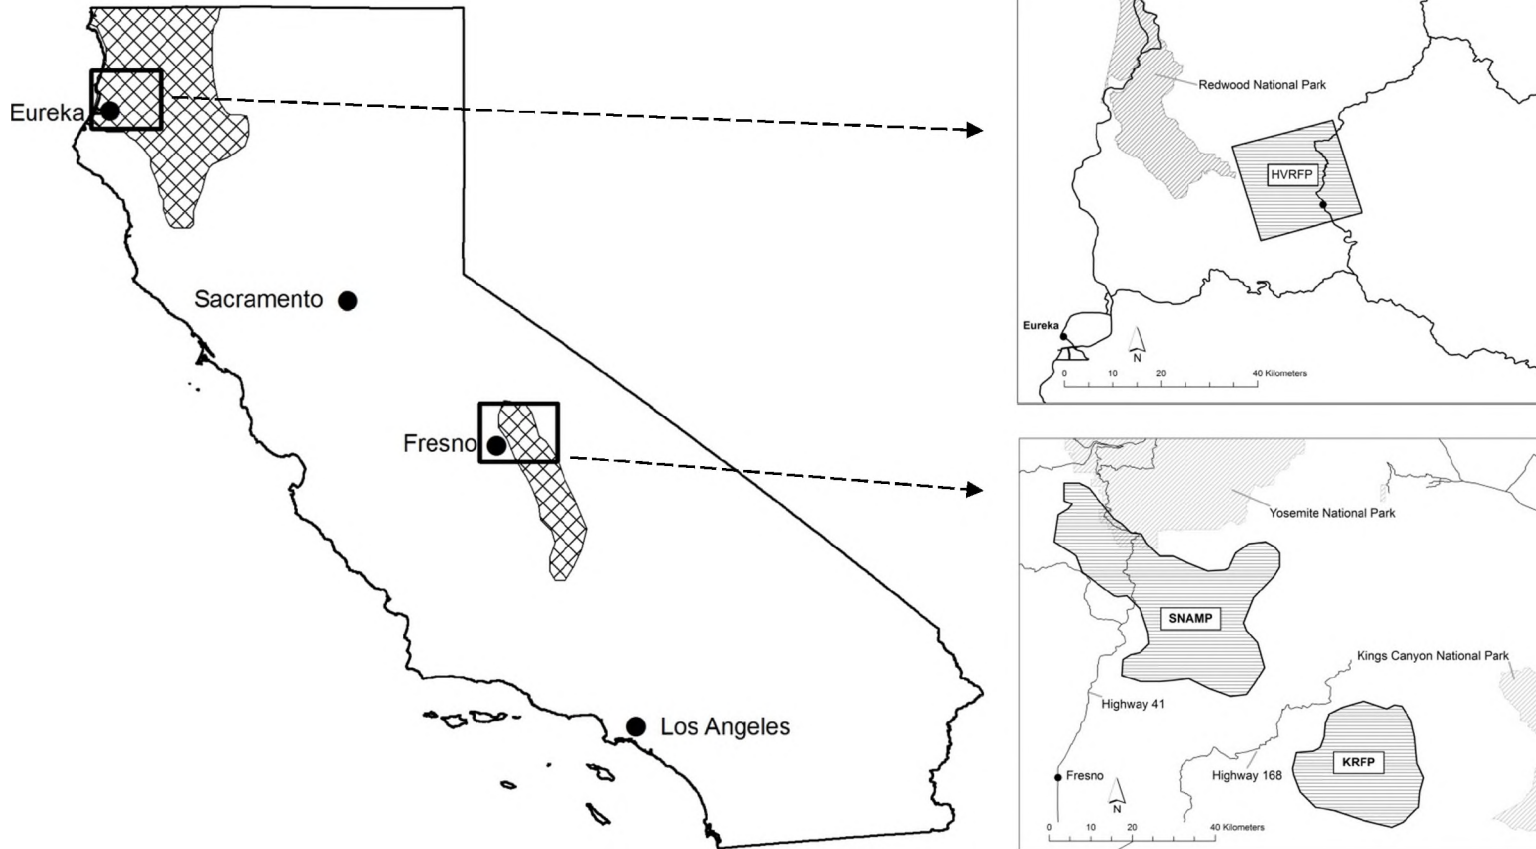 Eureka
Sacramento
Fresno
Los Angeles
Redwood National Park
HVRFP
Eureka
N
0 10 20 40 Kilometers
Yosemite National Park
SNAMP
Kings Canyon National Park
Highway 41
KRFP
Highway 168
Fresno
N
0 10 20 40 Kilometers